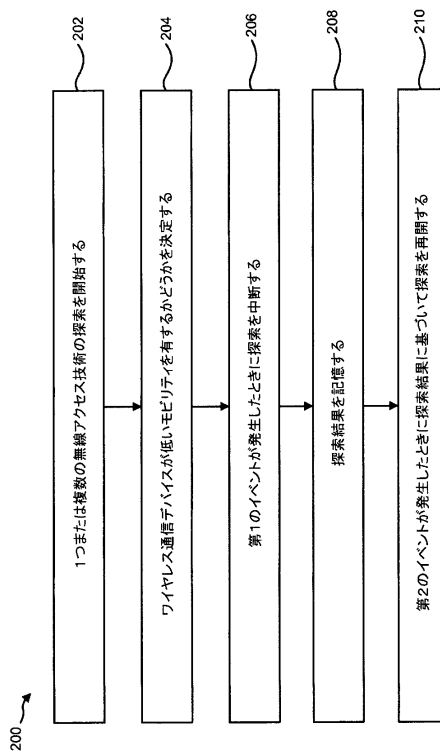 200
202
1つまたは複数の無線アクセス技術の探索を開始する
204
ワイヤレス通信デバイスが低いモビリティを有するかどうかを決定する
206
第1のイベントが発生したときに探索を中断する
208
探索結果を記憶する
210
第2のイベントが発生したときに探索結果に基づいて探索を再開する